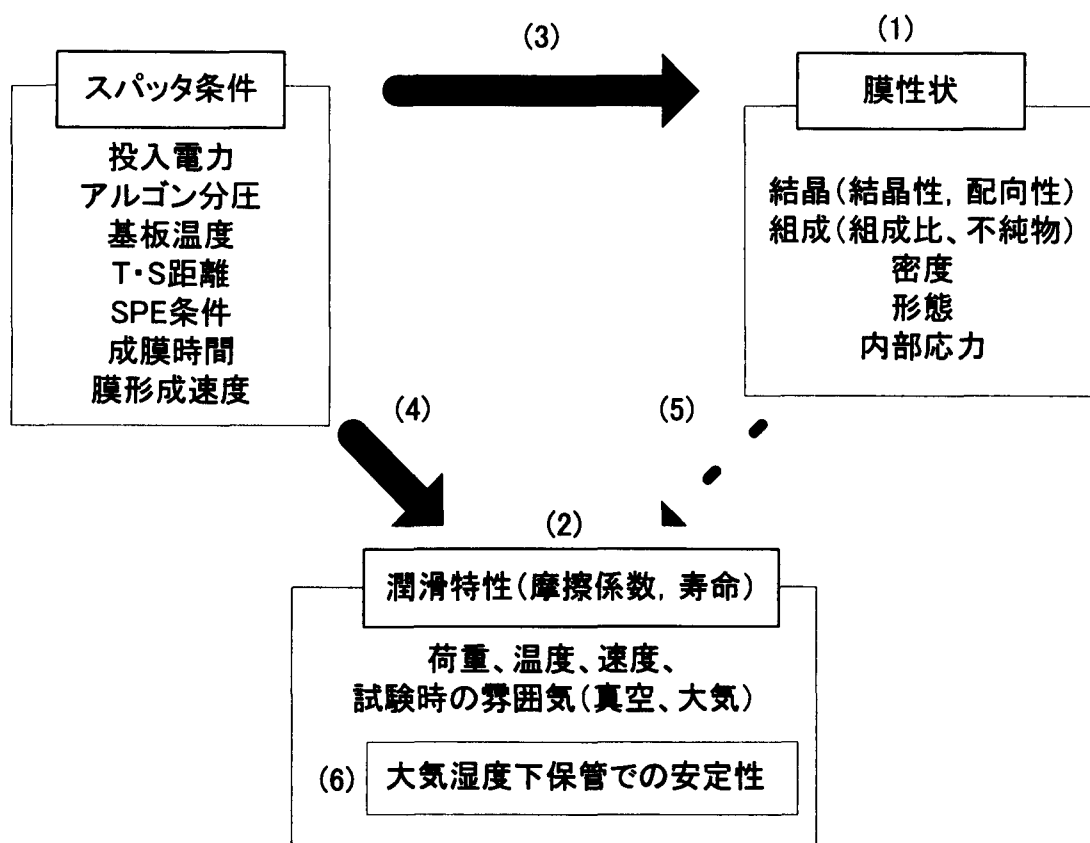 (3)
(1)
スパッタ条件
膜性状
投入電力
アルゴン分圧
基板温度
T・S距離
SPE条件
成膜時間
膜形成速度
結晶(結晶性, 配向性)
組成(組成比、不純物)
密度
形態
内部応力
(4)
(5)
(2)
潤滑特性(摩擦係数, 寿命)
荷重、温度、速度、
試験時の雰囲気(真空、大気)
(6)
大気湿度下保管での安定性